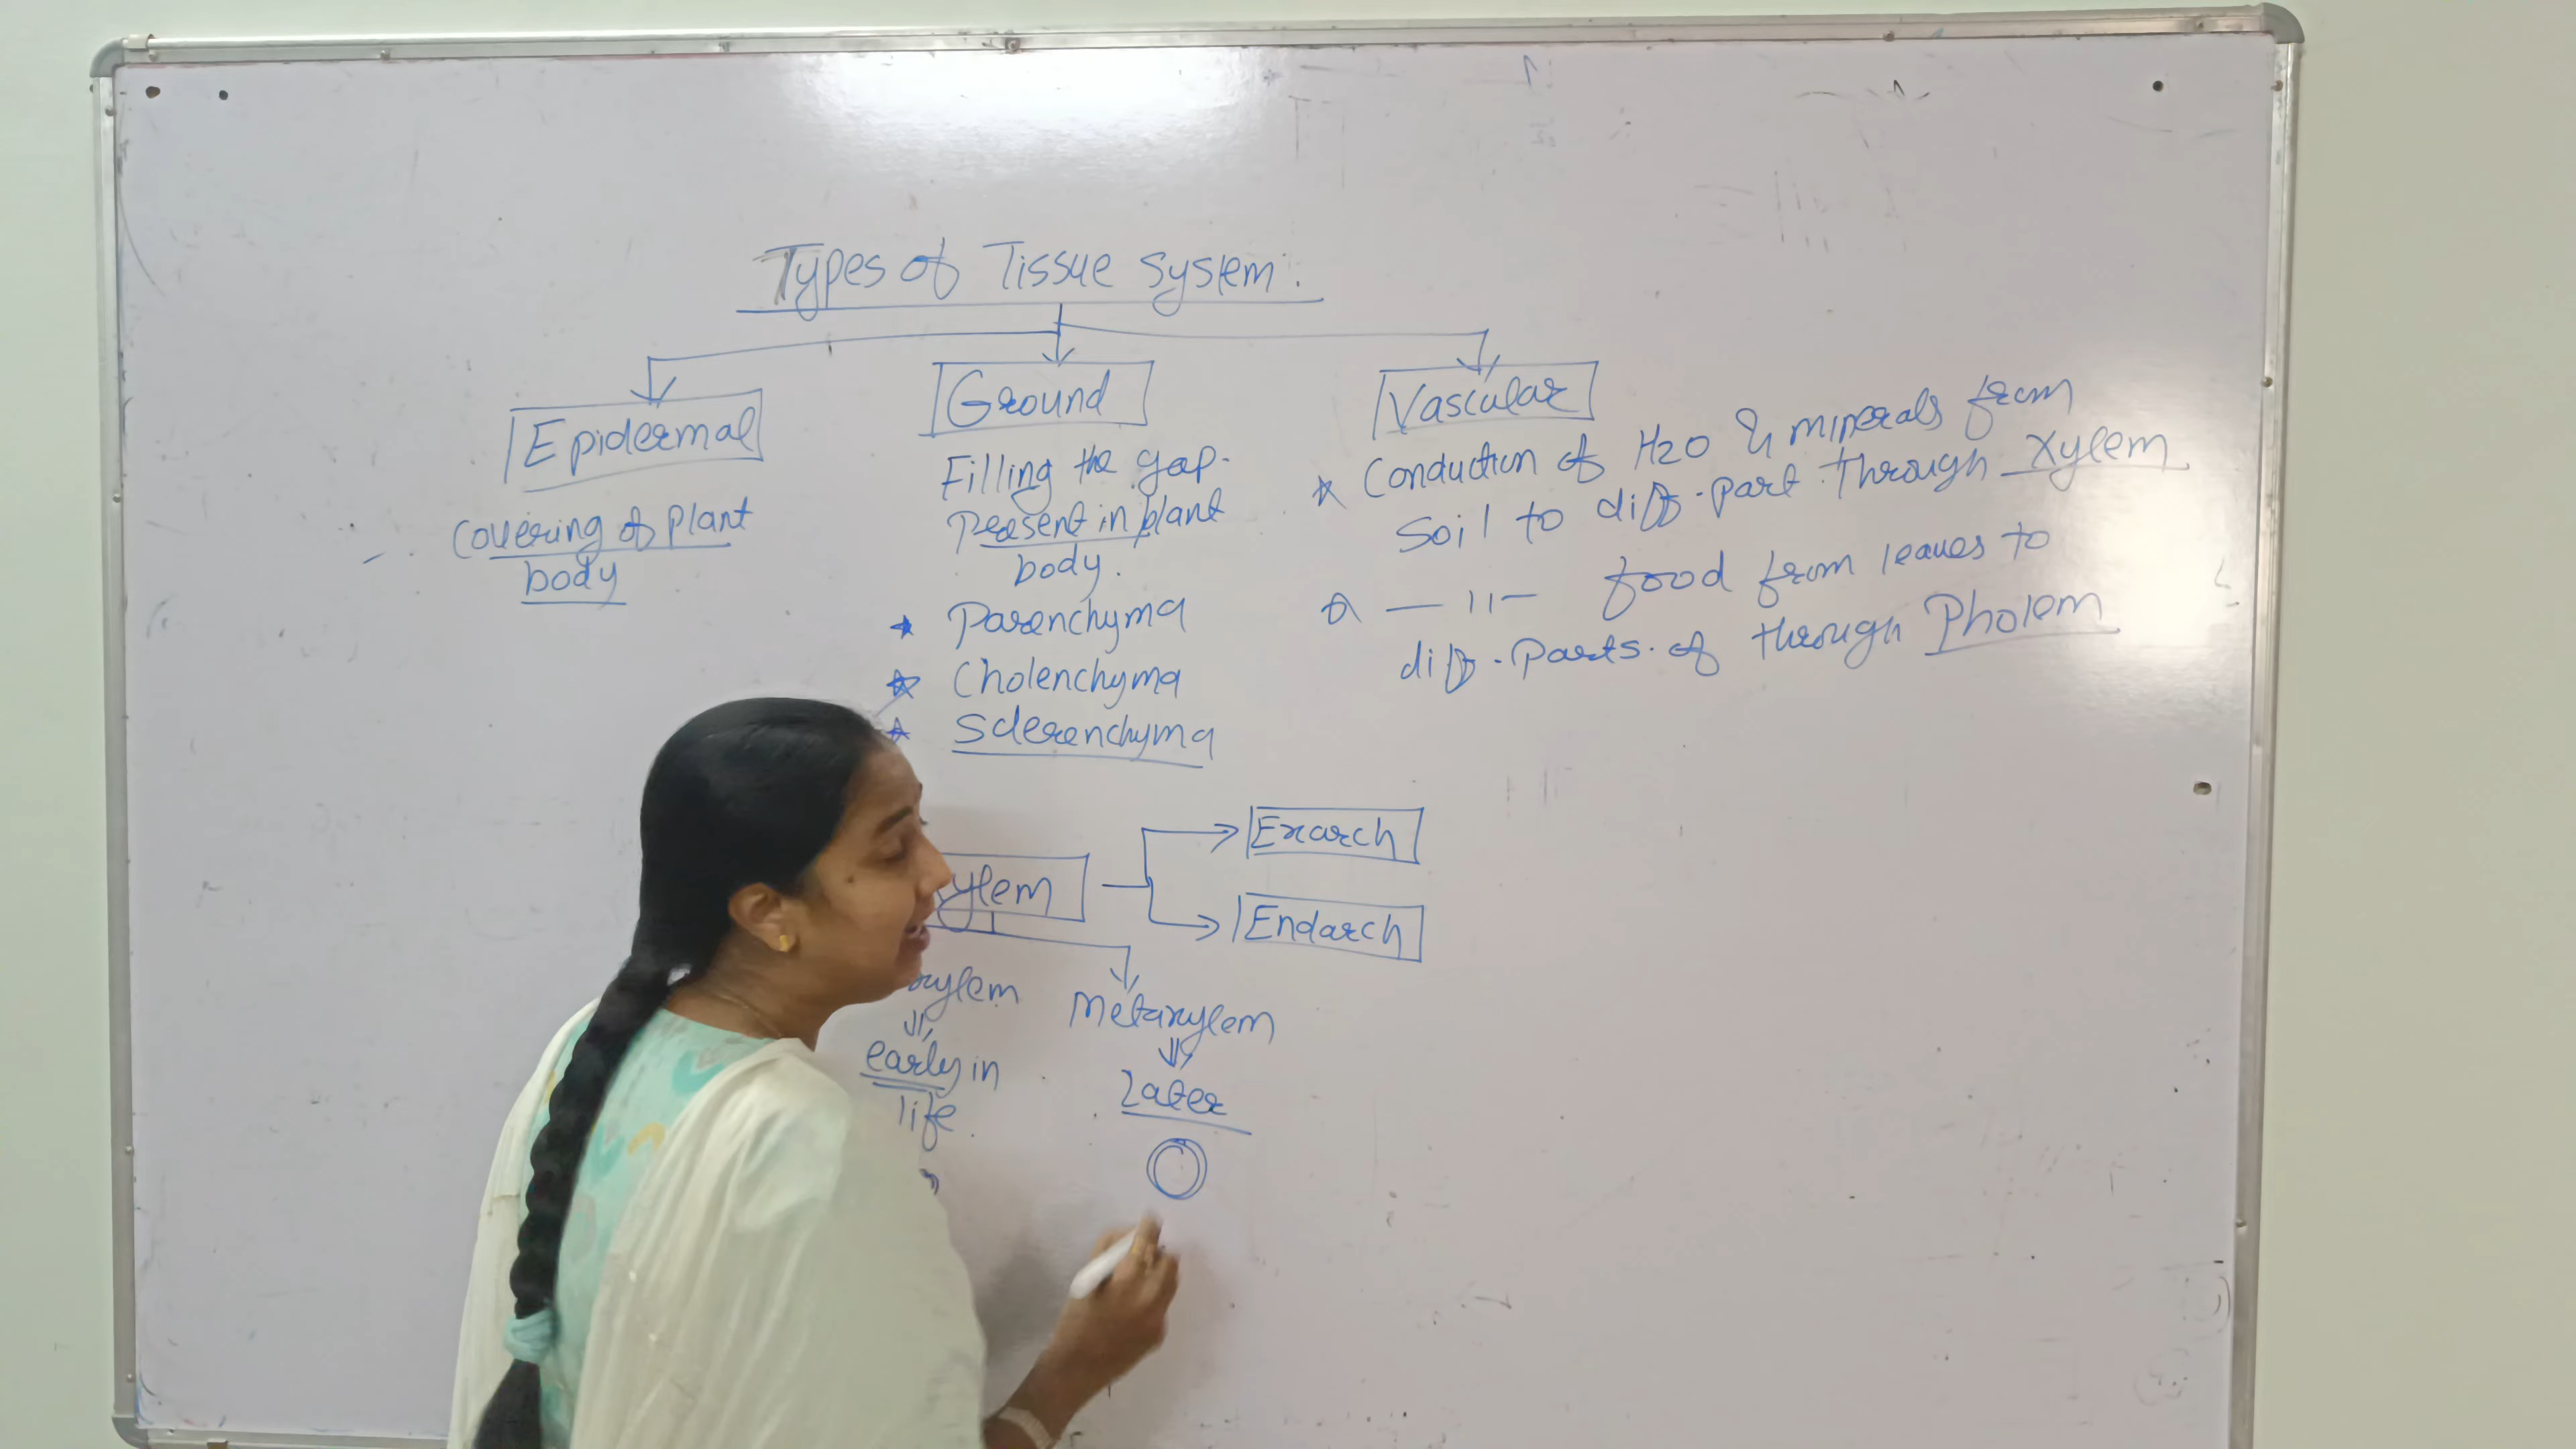 Types of Tissue System.
Epidermal
Covering of Plant
body
Ground
Filling the gap.
Present in plant
body.
Parenchyma
Cholenchyma
Sclerenchyma
Vascular
Conduction of H2O & minerals from
Soil to diff. part through Xylem
— 11 — food from leaves to
diff. Parts. of through Pholem
ylem
Exarch
Endarch
xylem
early in
life.
Metaxylem
Later